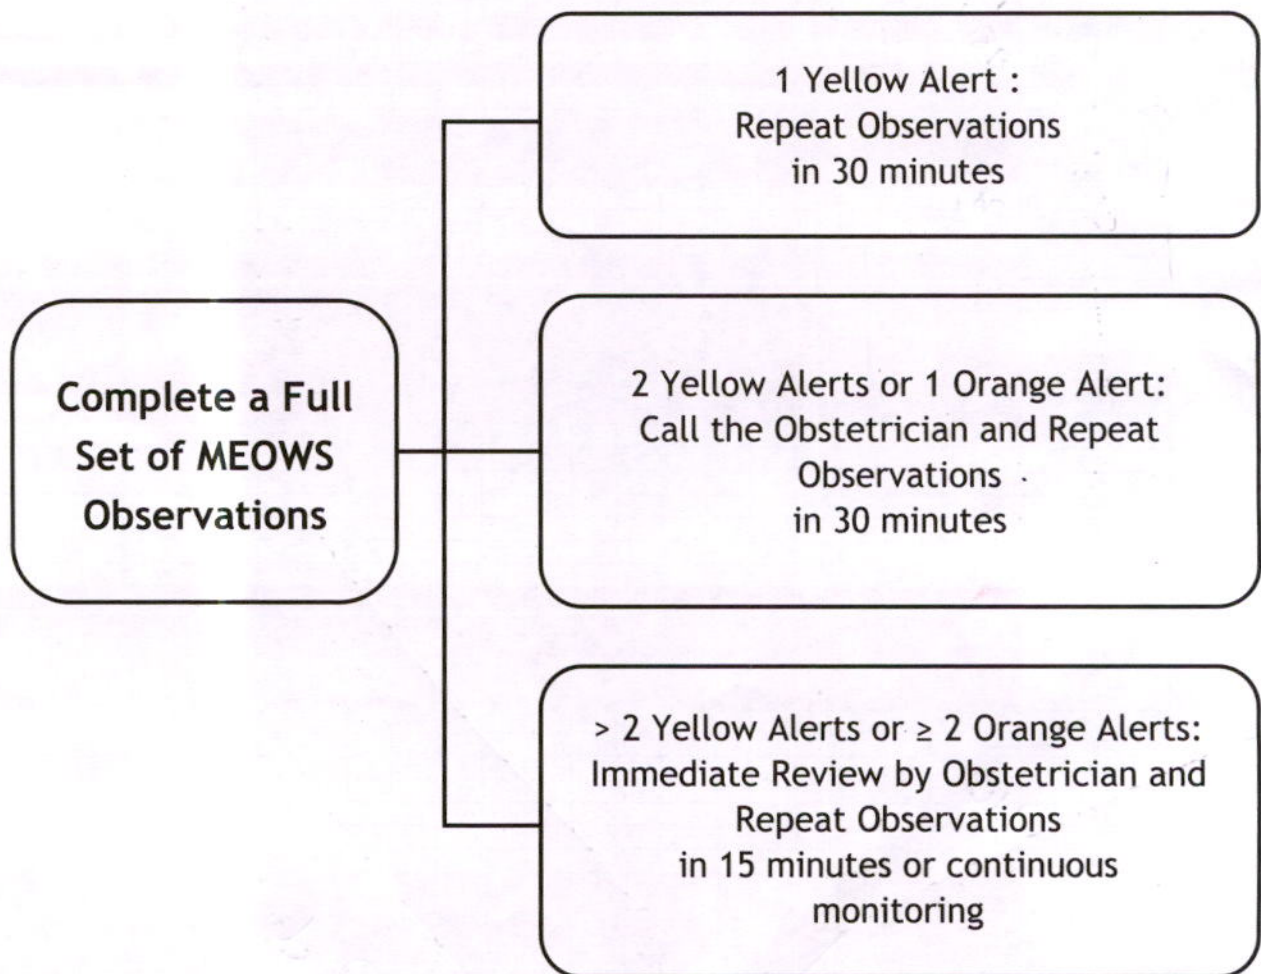 1 Yellow Alert :
Repeat Observations
in 30 minutes
Complete a Full
Set of MEOWS
Observations
2 Yellow Alerts or 1 Orange Alert:
Call the Obstetrician and Repeat
Observations
in 30 minutes
> 2 Yellow Alerts or ≥ 2 Orange Alerts:
Immediate Review by Obstetrician and
Repeat Observations
in 15 minutes or continuous
monitoring